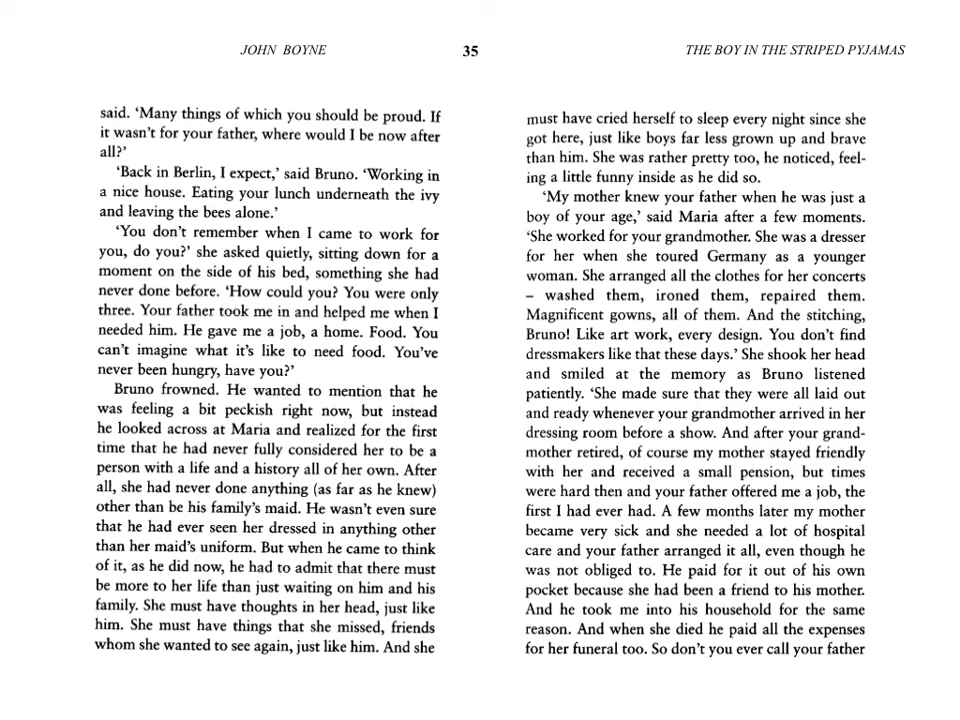 JOHN BOYNE
35
THE BOY IN THE STRIPED PYJAMAS
said. ‘Many things of which you should be proud. If
it wasn’t for your father, where would I be now after
all?’
‘Back in Berlin, I expect,’ said Bruno. ‘Working in
a nice house. Eating your lunch underneath the ivy
and leaving the bees alone.’
‘You don’t remember when I came to work for
you, do you?’ she asked quietly, sitting down for a
moment on the side of his bed, something she had
never done before. ‘How could you? You were only
three. Your father took me in and helped me when I
needed him. He gave me a job, a home. Food. You
can’t imagine what it’s like to need food. You’ve
never been hungry, have you?’
Bruno frowned. He wanted to mention that he
was feeling a bit peckish right now, but instead
he looked across at Maria and realized for the first
time that he had never fully considered her to be a
person with a life and a history all of her own. After
all, she had never done anything (as far as he knew)
other than be his family’s maid. He wasn’t even sure
that he had ever seen her dressed in anything other
than her maid’s uniform. But when he came to think
of it, as he did now, he had to admit that there must
be more to her life than just waiting on him and his
family. She must have thoughts in her head, just like
him. She must have things that she missed, friends
whom she wanted to see again, just like him. And she
must have cried herself to sleep every night since she
got here, just like boys far less grown up and brave
than him. She was rather pretty too, he noticed, feel-
ing a little funny inside as he did so.
‘My mother knew your father when he was just a
boy of your age,’ said Maria after a few moments.
‘She worked for your grandmother. She was a dresser
for her when she toured Germany as a younger
woman. She arranged all the clothes for her concerts
– washed them, ironed them, repaired them.
Magnificent gowns, all of them. And the stitching,
Bruno! Like art work, every design. You don’t find
dressmakers like that these days.’ She shook her head
and smiled at the memory as Bruno listened
patiently. ‘She made sure that they were all laid out
and ready whenever your grandmother arrived in her
dressing room before a show. And after your grand-
mother retired, of course my mother stayed friendly
with her and received a small pension, but times
were hard then and your father offered me a job, the
first I had ever had. A few months later my mother
became very sick and she needed a lot of hospital
care and your father arranged it all, even though he
was not obliged to. He paid for it out of his own
pocket because she had been a friend to his mother.
And he took me into his household for the same
reason. And when she died he paid all the expenses
for her funeral too. So don’t you ever call your father